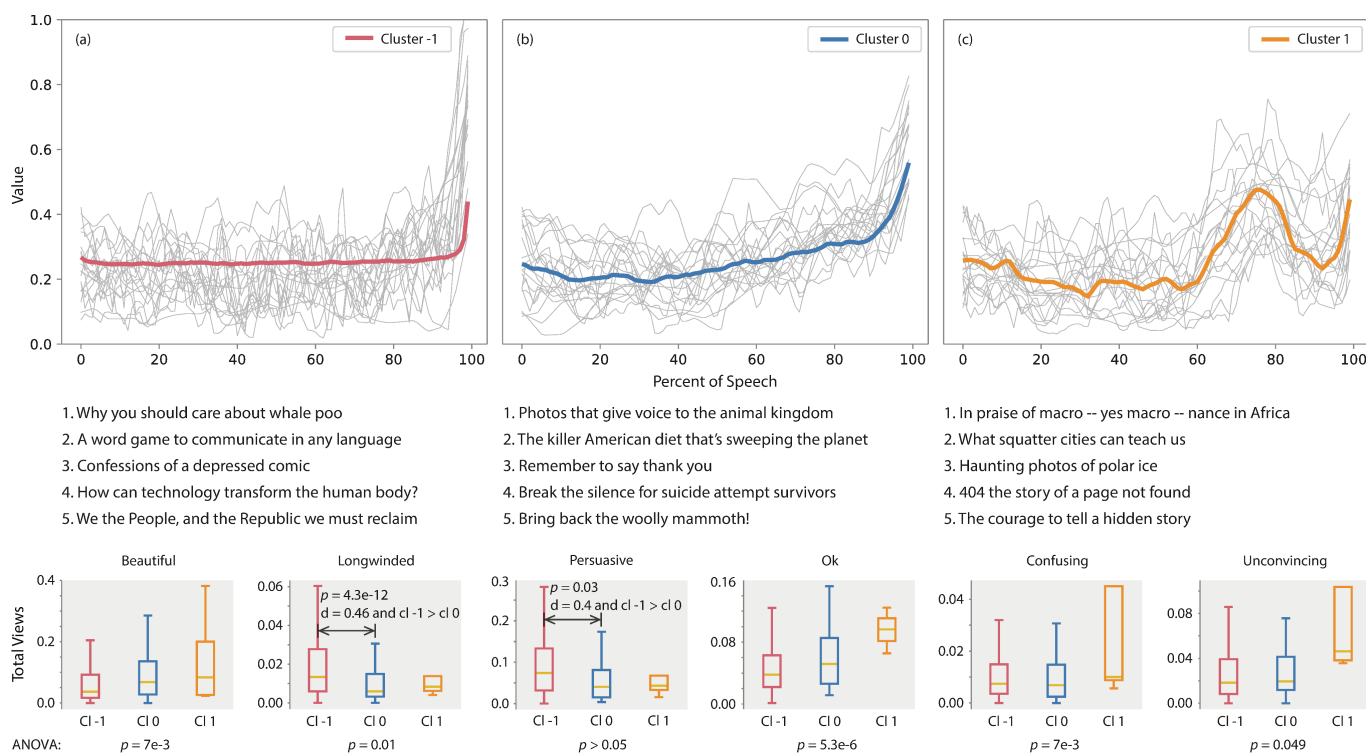 (a) Cluster -1
(b) Cluster 0
(c) Cluster 1
1.0
0.8
0.6
0.4
0.2
0.0
Value
0 20 40 60 80 100
0 20 40 60 80 100
0 20 40 60 80 100
Percent of Speech
1. Why you should care about whale poo
2. A word game to communicate in any language
3. Confessions of a depressed comic
4. How can technology transform the human body?
5. We the People, and the Republic we must reclaim
1. Photos that give voice to the animal kingdom
2. The killer American diet that's sweeping the planet
3. Remember to say thank you
4. Break the silence for suicide attempt survivors
5. Bring back the woolly mammoth!
1. In praise of macro -- yes macro -- nance in Africa
2. What squatter cities can teach us
3. Haunting photos of polar ice
4. 404 the story of a page not found
5. The courage to tell a hidden story
Total Views
Beautiful
0.4
0.2
0.0
Cl -1 Cl 0 Cl 1
Longwinded
0.06
0.04
0.02
0.00
p = 4.3e-12
d = 0.46 and cl -1 > cl 0
Cl -1 Cl 0 Cl 1
Persuasive
0.3
0.2
0.1
0.0
p = 0.03
d = 0.4 and cl -1 > cl 0
Cl -1 Cl 0 Cl 1
Ok
0.16
0.08
0.00
Cl -1 Cl 0 Cl 1
Confusing
0.04
0.02
0.00
Cl -1 Cl 0 Cl 1
Unconvincing
0.08
0.04
0.00
Cl -1 Cl 0 Cl 1
ANOVA: p = 7e-3 p = 0.01 p > 0.05 p = 5.3e-6 p = 7e-3 p = 0.049